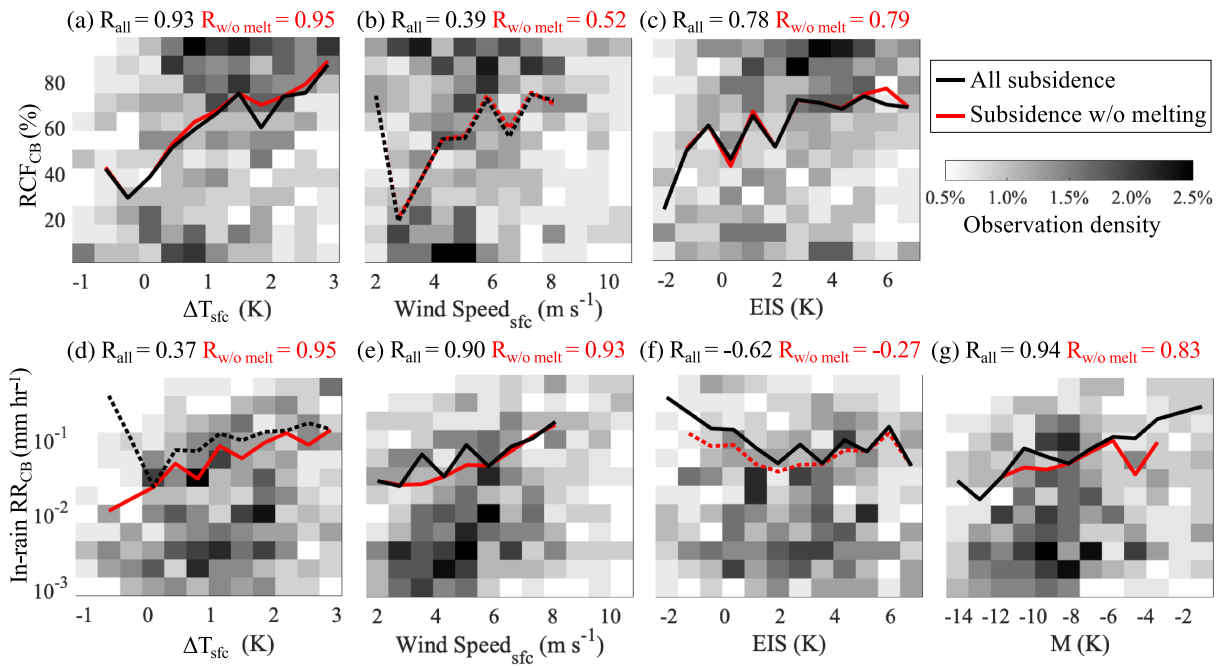 (a) R_all = 0.93 R_w/o melt = 0.95
(b) R_all = 0.39 R_w/o melt = 0.52
(c) R_all = 0.78 R_w/o melt = 0.79
RCF_CB (%)
80
60
40
20
-1 0 1 2 3
ΔT_sfc (K)
2 4 6 8 10
Wind Speed_sfc (m s⁻¹)
-2 0 2 4 6
EIS (K)
All subsidence
Subsidence w/o melting
0.5% 1.0% 1.5% 2.0% 2.5%
Observation density
(d) R_all = 0.37 R_w/o melt = 0.95
(e) R_all = 0.90 R_w/o melt = 0.93
(f) R_all = -0.62 R_w/o melt = -0.27
(g) R_all = 0.94 R_w/o melt = 0.83
In-rain RR_CB (mm hr⁻¹)
10⁻¹
10⁻²
10⁻³
-1 0 1 2 3
ΔT_sfc (K)
2 4 6 8 10
Wind Speed_sfc (m s⁻¹)
-2 0 2 4 6
EIS (K)
-14 -12 -10 -8 -6 -4 -2
M (K)